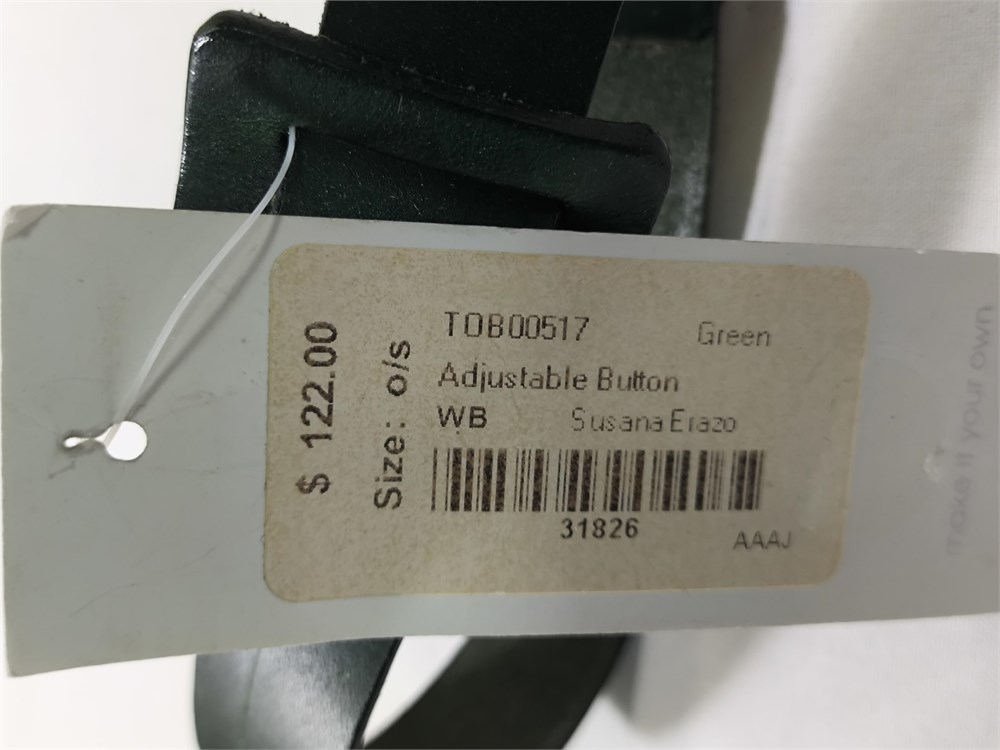 $ 122.00
Size: o/s
TOB00517 Green
Adjustable Button
WB Susana Erazo
31826
AAAJ
make it your own